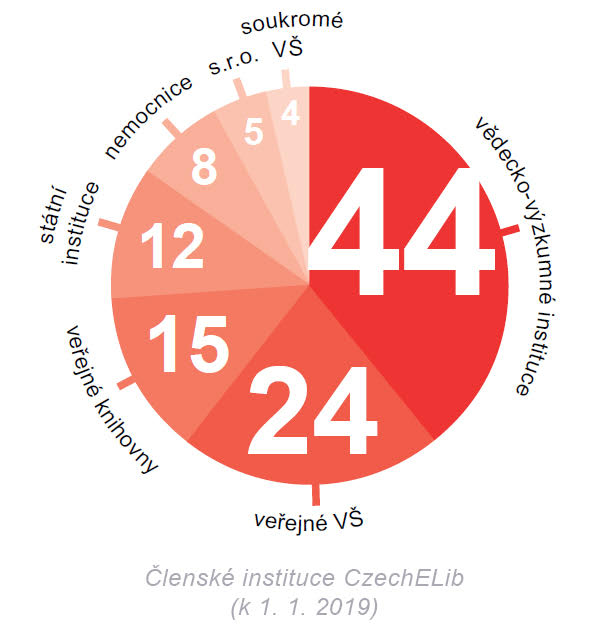 soukromé
VŠ
s.r.o.
nemocnice
státní
instituce
veřejné knihovny
veřejné VŠ
vědecko-výzkumné instituce
4
5
8
12
15
24
44
Členské instituce CzechELib
(k 1. 1. 2019)